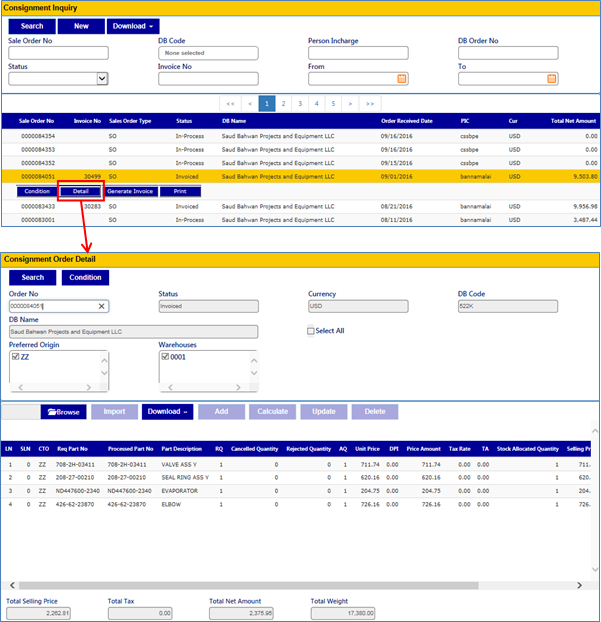 Consignment Inquiry
Search New Download
Sale Order No DB Code Person Incharge DB Order No
None selected
Status Invoice No From To
<< < 1 2 3 4 5 > >>
Sale Order No Invoice No Sales Order Type Status DB Name Order Received Date PIC Cur Total Net Amount
0000084354 SO In-Process Saud Bahwan Projects and Equipment LLC 09/16/2016 cssbpe USD 0.00
0000084353 SO In-Process Saud Bahwan Projects and Equipment LLC 09/16/2016 cssbpe USD 0.00
0000084352 SO In-Process Saud Bahwan Projects and Equipment LLC 09/15/2016 cssbpe USD 0.00
0000084051 30499 SO Invoiced Saud Bahwan Projects and Equipment LLC 09/01/2016 bannamalai USD 9,503.80
Condition Detail Generate Invoice Print
0000083433 30283 SO Invoiced Saud Bahwan Projects and Equipment LLC 08/21/2016 bannamalai USD 9,956.98
0000083001 SO In-Process Saud Bahwan Projects and Equipment LLC 08/11/2016 bannamalai USD 3,487.44
Consignment Order Detail
Search Condition
Order No Status Currency DB Code
0000084051 Invoiced USD 522K
DB Name
Saud Bahwan Projects and Equipment LLC Select All
Preferred Origin Warehouses
ZZ 0001
Browse Import Download Add Calculate Update Delete
LN SLN CTO Req Part No Processed Part No Part Description RQ Cancelled Quantity Rejected Quantity AQ Unit Price DPI Price Amount Tax Rate TA Stock Allocated Quantity Selling Pr
1 0 ZZ 708-2H-03411 708-2H-03411 VALVE ASS Y 1 0 0 1 711.74 0.00 711.74 0.00 0.00 1 711.
2 0 ZZ 208-27-00210 208-27-00210 SEAL RING ASS Y 1 0 0 1 620.16 0.00 620.16 0.00 0.00 1 620.
3 0 ZZ ND447600-2340 ND447600-2340 EVAPORATOR 1 0 0 1 204.75 0.00 204.75 0.00 0.00 1 204.
4 0 ZZ 426-62-23870 426-62-23870 ELBOW 1 0 0 1 726.16 0.00 726.16 0.00 0.00 1 726.
Total Selling Price Total Tax Total Net Amount Total Weight
2,262.81 0.00 2,375.95 17,380.00